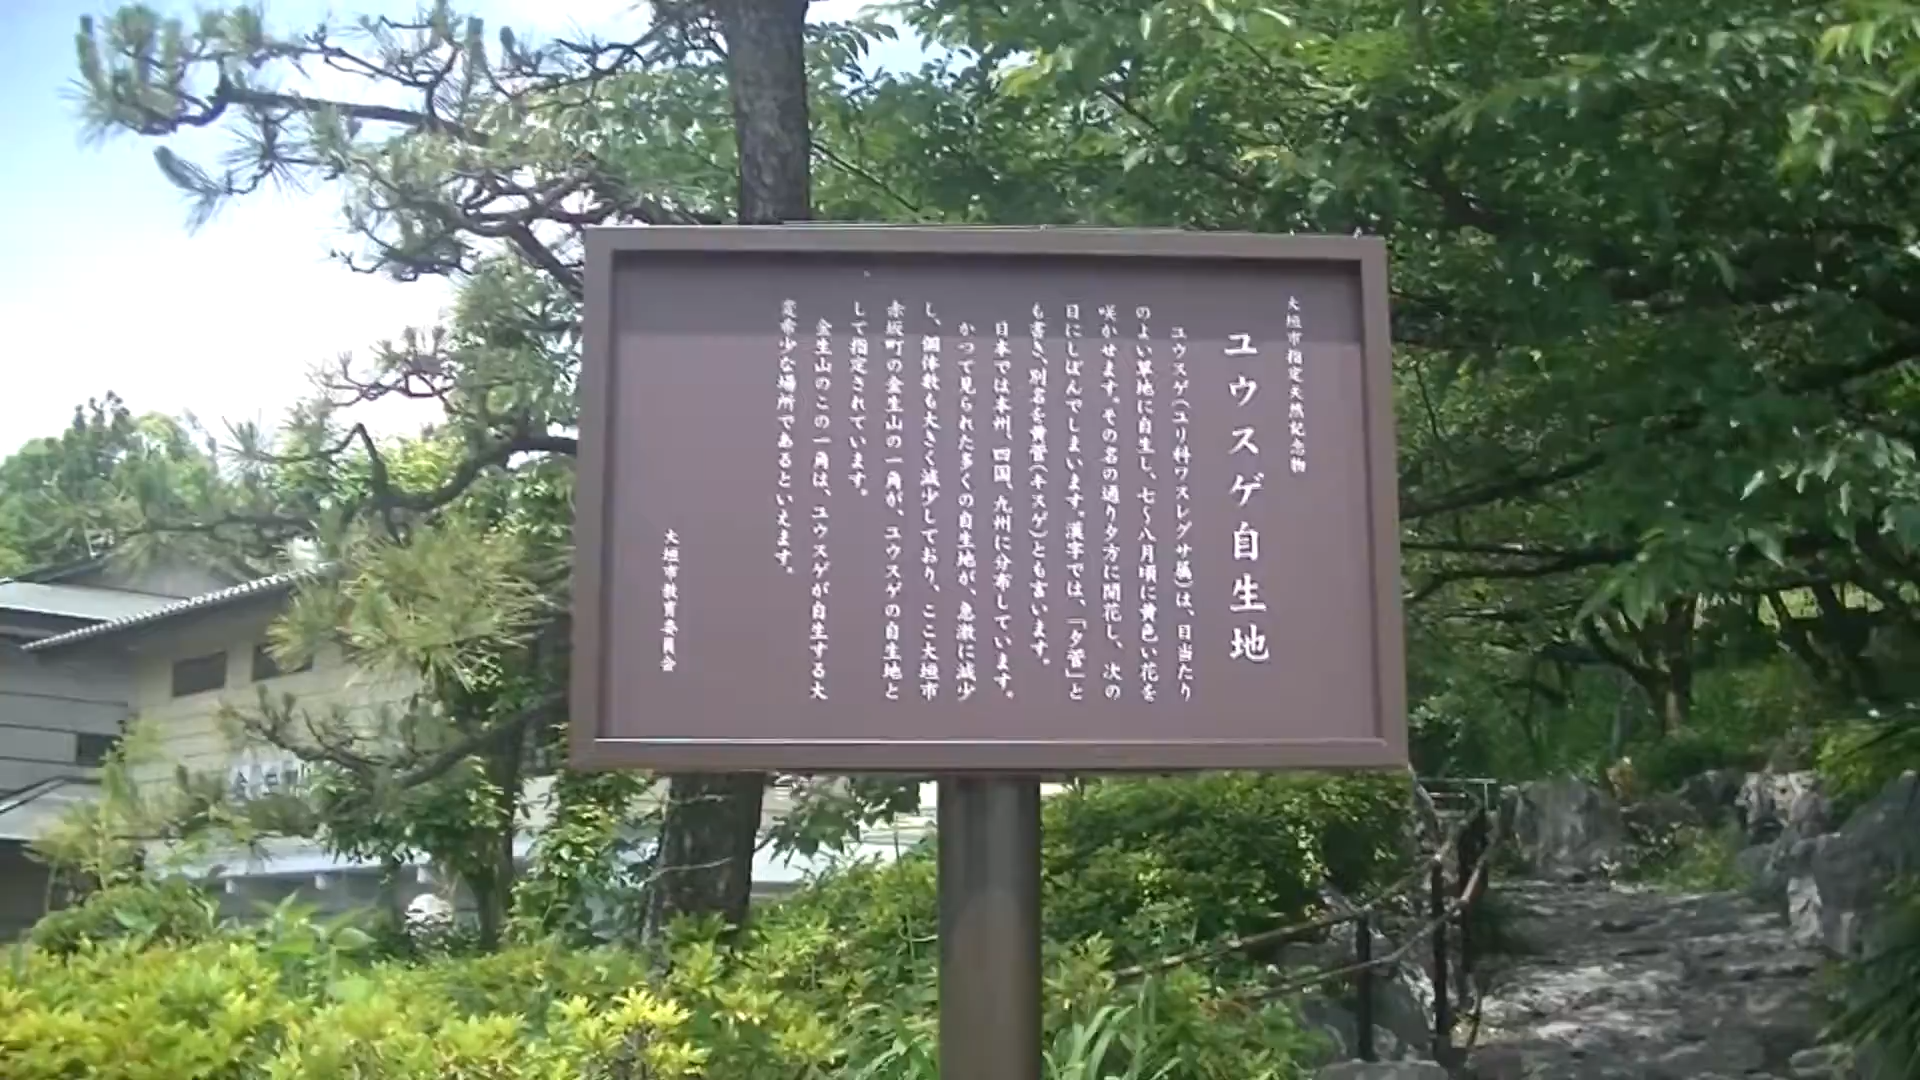 大垣市指定天然記念物
ユウスゲ自生地
ユウスゲ(ユリ科ワスレグサ属)は、目当たり
のよい草地に自生し、七〜八月頃に黄色い花を
咲かせます。その名の通り夕方に開花し、次の
日にしぼんでしまいます。漢字では、「夕菅」と
も書き、別名を黄菅(キスゲ)とも言います。
日本では本州、四国、九州に分布しています。
かつて見られた多くの自生地が、急激に減少
し、個体数も大きく減少しており、ここ大垣市
赤坂町の金生山の一角が、ユウスゲの自生地と
して指定されています。
金生山のこの一角は、ユウスゲが自生する大
変希少な場所であるといえます。
大垣市教育委員会